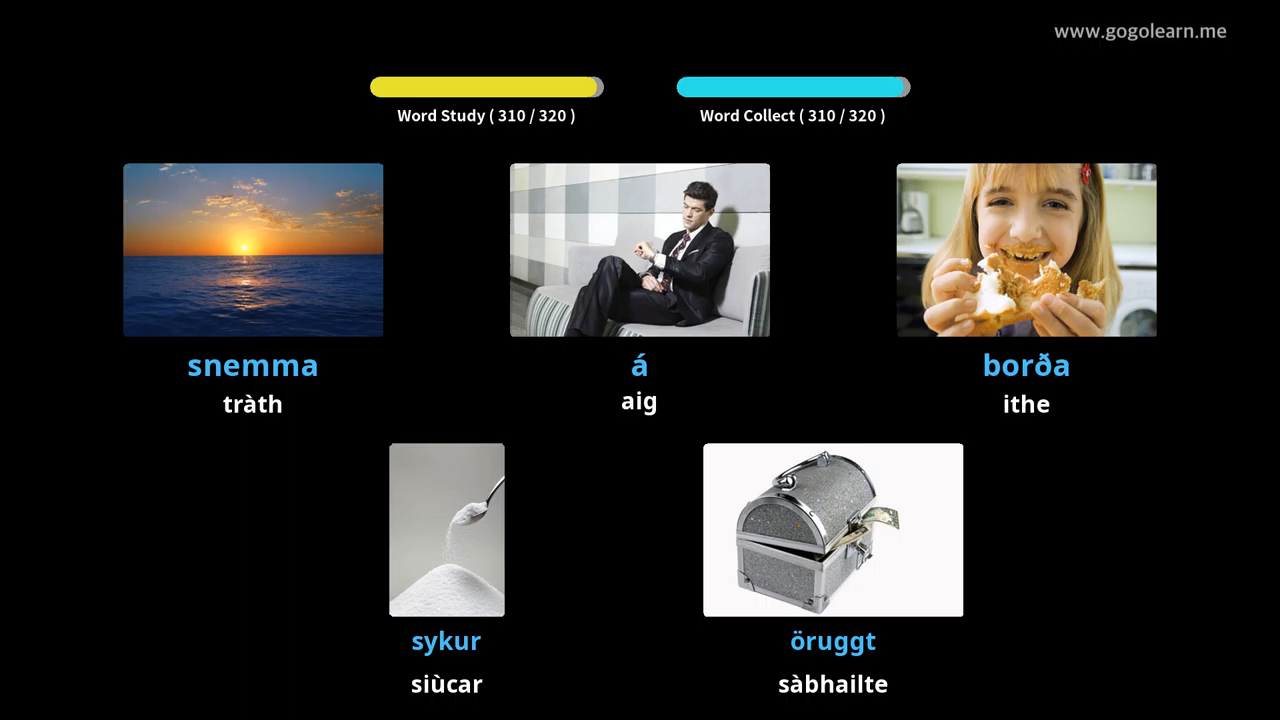 www.gogolearn.me
Word Study ( 310 / 320 )
Word Collect ( 310 / 320 )
snemma
tràth
á
aig
borða
ithe
sykur
siùcar
öruggt
sàbhailte